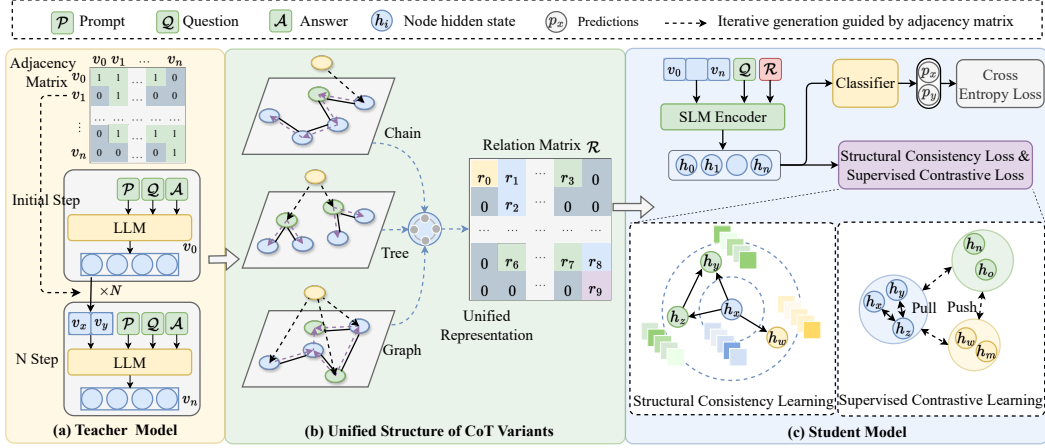 𝒫 Prompt 𝒬 Question 𝒜 Answer h_i Node hidden state p_x Predictions Iterative generation guided by adjacency matrix
Adjacency
Matrix
v_0 v_1 ... v_n
v_0 1 1 ... 1 0
v_1 0 1 ... 0 0
... ... ... ... ...
⋮ 0 1 ... 1 1
v_n 0 0 ... 0 1
Initial Step
𝒫 𝒬 𝒜
LLM
v_0
×N
v_x v_y 𝒫 𝒬 𝒜
N Step
LLM
v_n
(a) Teacher Model
Chain
Tree
Graph
Unified
Representation
Relation Matrix ℛ
r_0 r_1 ... r_3 0
0 r_2 ... 0 0
... ... ... ... ...
0 r_6 ... r_7 r_8
0 0 ... 0 r_9
(b) Unified Structure of CoT Variants
v_0 v_n 𝒬 ℛ
SLM Encoder
h_0 h_1 h_n
Classifier
p_x
p_y
Cross
Entropy Loss
Structural Consistency Loss &
Supervised Contrastive Loss
h_y
h_z
h_x
h_w
Structural Consistency Learning
h_n
h_o
h_y
h_x
h_z
Pull
Push
h_w
h_m
Supervised Contrastive Learning
(c) Student Model